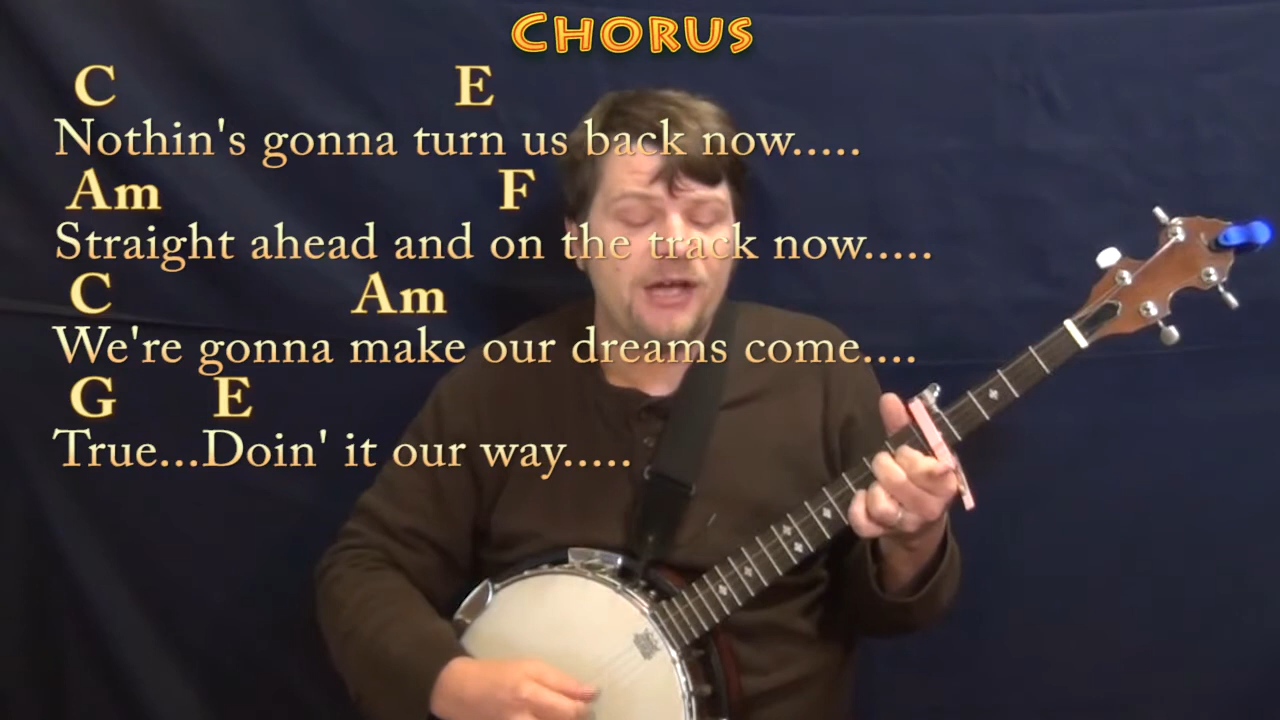 CHORUS
C E
Nothin's gonna turn us back now.....
Am F
Straight ahead and on the track now.....
C Am
We're gonna make our dreams come....
G E
True...Doin' it our way.....